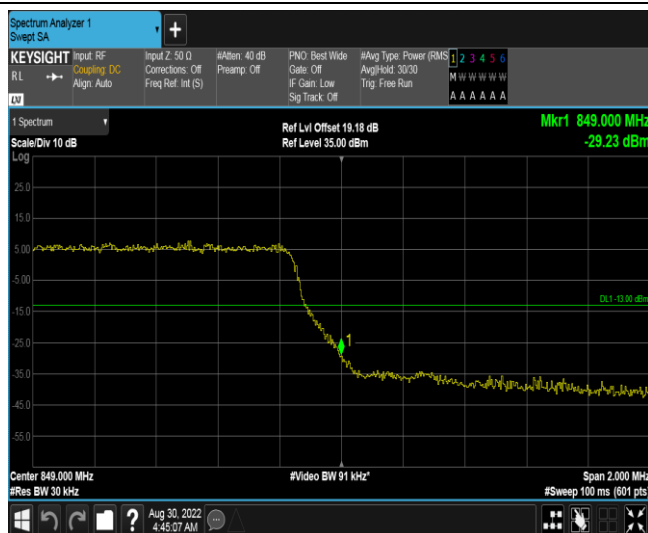 Spectrum Analyzer 1
Swept SA
+
KEYSIGHT
RL
LXI
Input: RF
Coupling: DC
Align: Auto
Input Z: 50 Ω
Corrections: Off
Freq Ref: Int (S)
#Atten: 40 dB
Preamp: Off
PNO: Best Wide
Gate: Off
IF Gain: Low
Sig Track: Off
#Avg Type: Power (RMS
Avg|Hold: 30/30
Trig: Free Run
1 2 3 4 5 6
M W W W W W
A A A A A A
1 Spectrum
Scale/Div 10 dB
Log
Ref Lvl Offset 19.18 dB
Ref Level 35.00 dBm
Mkr1 849.000 MHz
-29.23 dBm
25.0
15.0
5.00
-5.00
DL1 -13.00 dBm
-15.0
1
-25.0
-35.0
-45.0
-55.0
Center 849.000 MHz
#Res BW 30 kHz
#Video BW 91 kHz*
Span 2.000 MHz
#Sweep 100 ms (601 pts)
?
Aug 30, 2022
4:45:07 AM